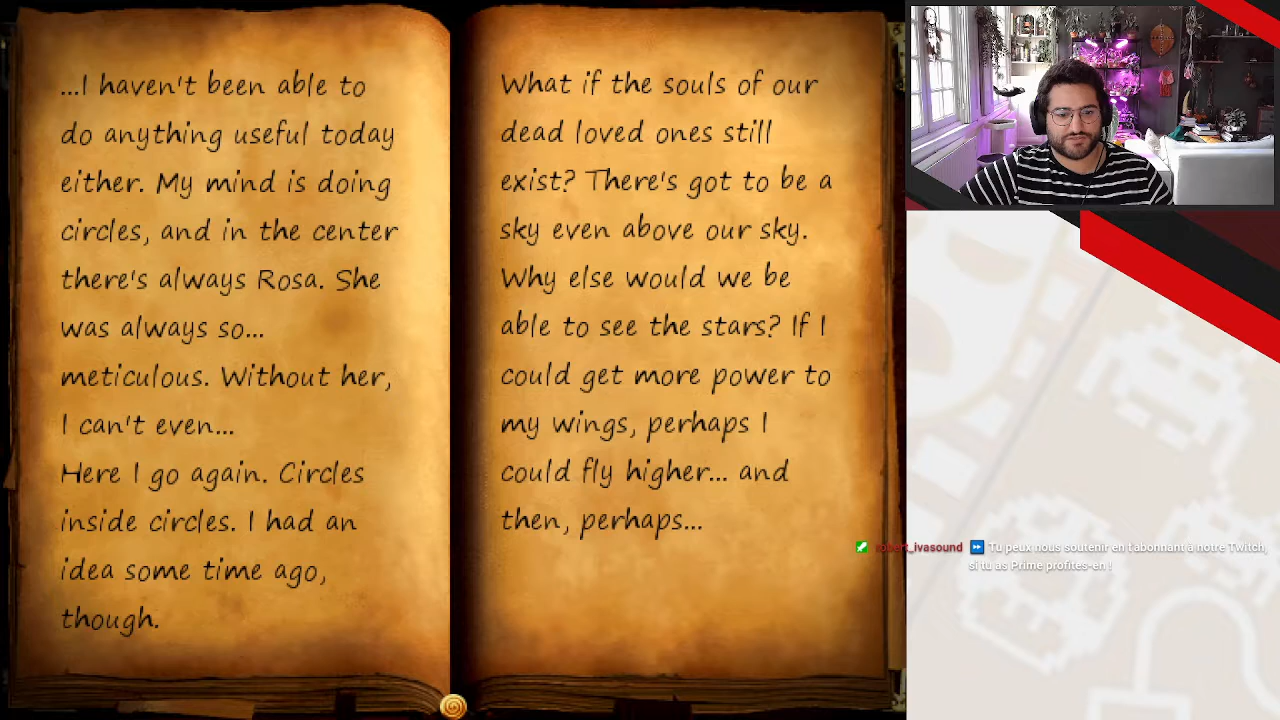 ...I haven't been able to
do anything useful today
either. My mind is doing
circles, and in the center
there's always Rosa. She
was always so...
meticulous. Without her,
I can't even...
Here I go again. Circles
inside circles. I had an
idea some time ago,
though.
What if the souls of our
dead loved ones still
exist? There's got to be a
sky even above our sky.
Why else would we be
able to see the stars? If I
could get more power to
my wings, perhaps I
could fly higher... and
then, perhaps...
robert_ivasound Tu peux nous soutenir en t'abonnant à notre Twitch,
si tu as Prime profites-en !